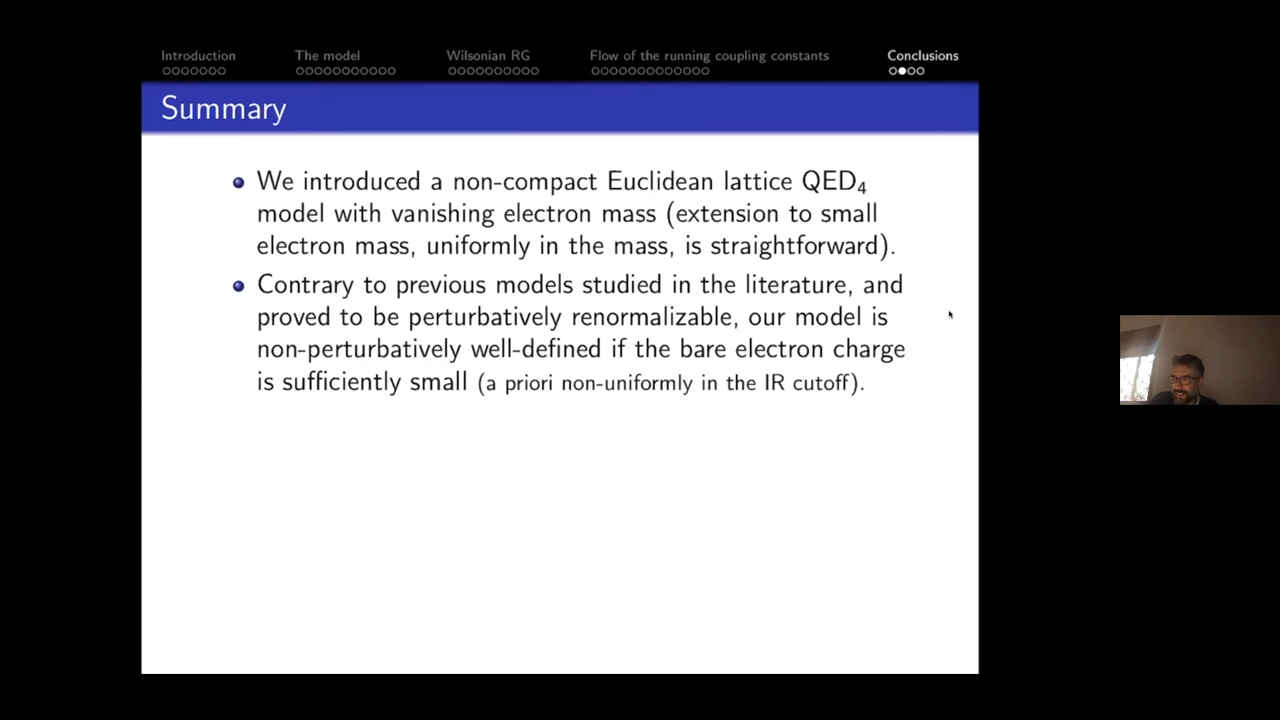 Introduction The model Wilsonian RG Flow of the running coupling constants Conclusions
Summary
We introduced a non-compact Euclidean lattice QED₄
model with vanishing electron mass (extension to small
electron mass, uniformly in the mass, is straightforward).
Contrary to previous models studied in the literature, and
proved to be perturbatively renormalizable, our model is
non-perturbatively well-defined if the bare electron charge
is sufficiently small (a priori non-uniformly in the IR cutoff).